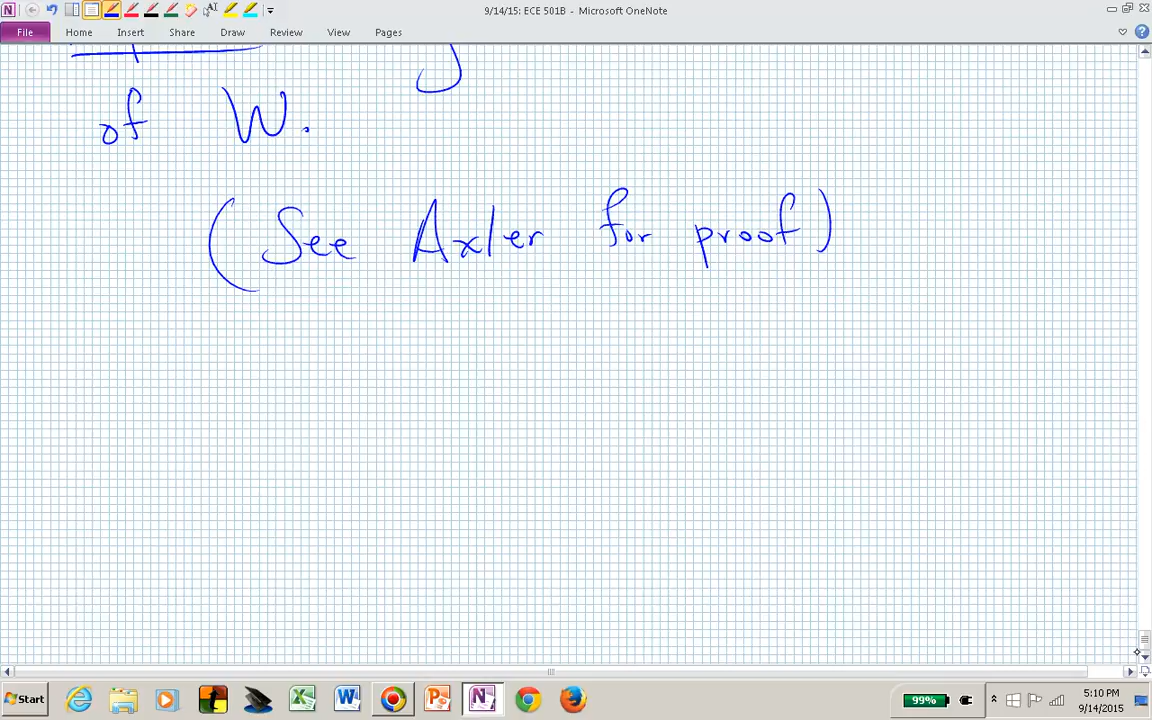 9/14/15: ECE 501B - Microsoft OneNote
File Home Insert Share Draw Review View Pages
of W.
(See Axler for proof)
Start
99%
5:10 PM
9/14/2015